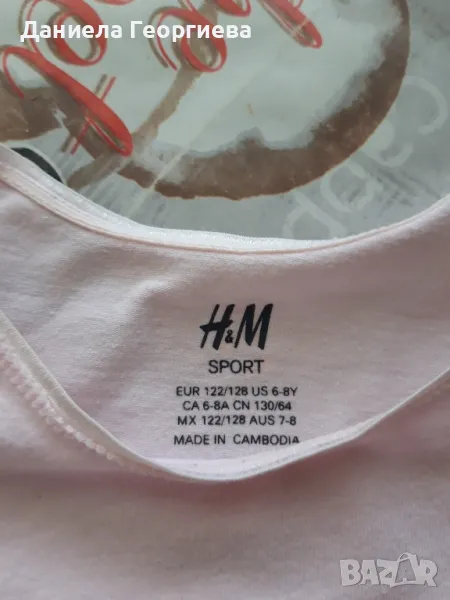 Даниела Георгиева
H&M
SPORT
EUR 122/128 US 6-8Y
CA 6-8A CN 130/64
MX 122/128 AUS 7-8
MADE IN CAMBODIA
BAZAR